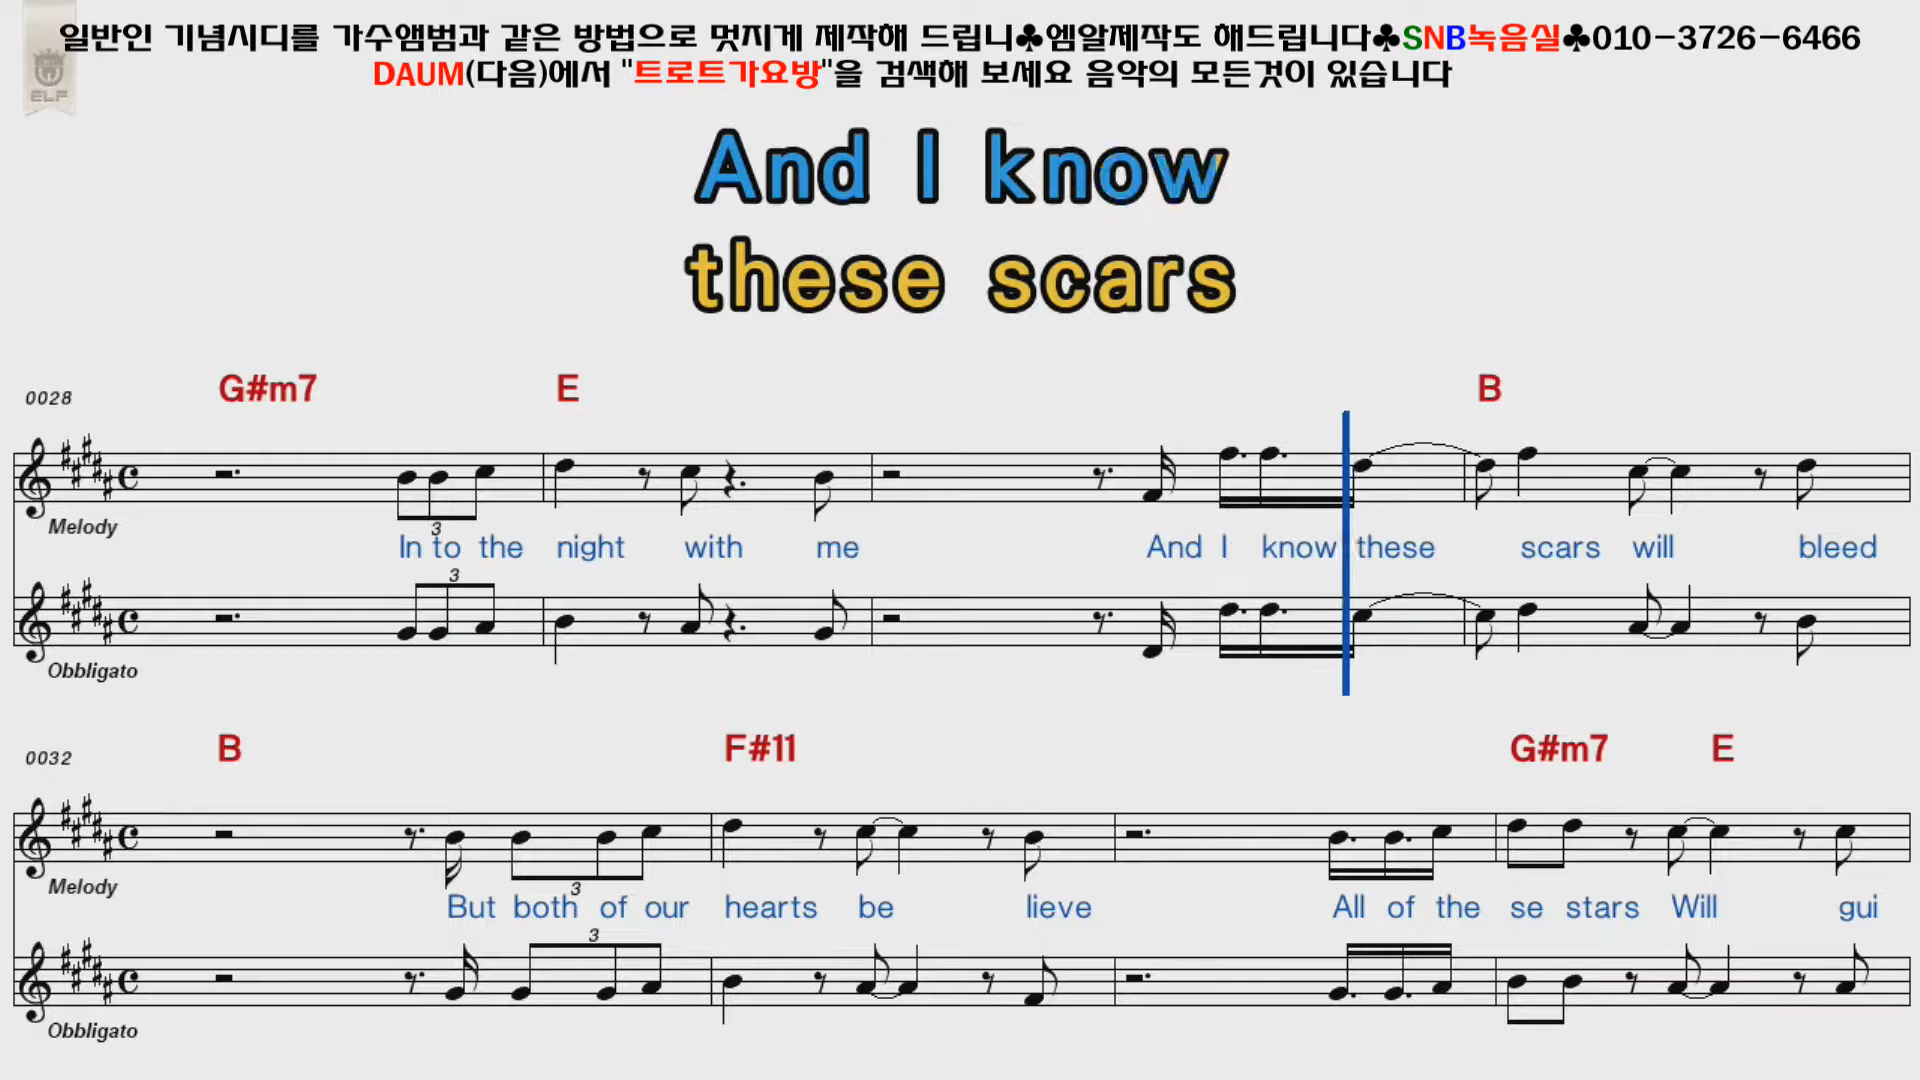 일반인 기념시디를 가수앰범과 같은 방법으로 멋지게 제작해 드립니♣엠알제작도 해드립니다♣SNB녹음실♣010-3726-6466
DAUM(다음)에서 "트로트가요방"을 검색해 보세요 음악의 모든것이 있습니다
ELF
And I know
these scars
0028 G#m7 E B
Melody
3
In to the night with me And I know these scars will bleed
3
Obbligato
0032 B F#11 G#m7 E
Melody
3
But both of our hearts be lieve All of the se stars Will gui
3
Obbligato